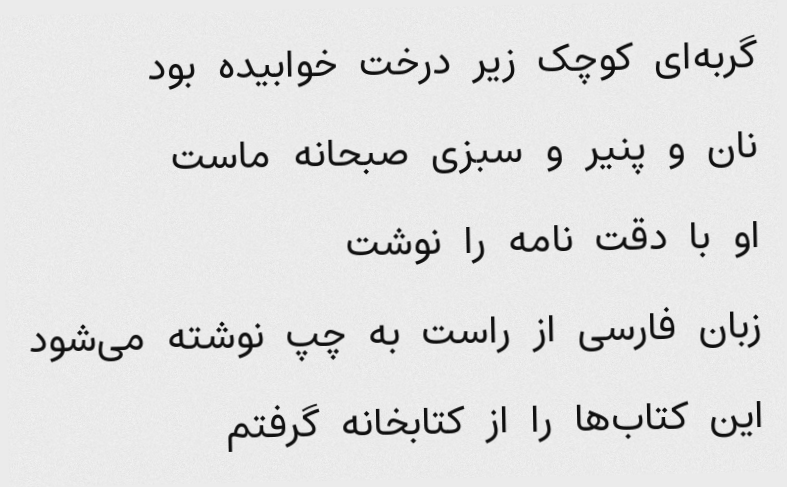 گربه‌ای کوچک زیر درخت خوابیده بود
نان و پنیر و سبزی صبحانه ماست
او با دقت نامه را نوشت
زبان فارسی از راست به چپ نوشته می‌شود
این کتاب‌ها را از کتابخانه گرفتم